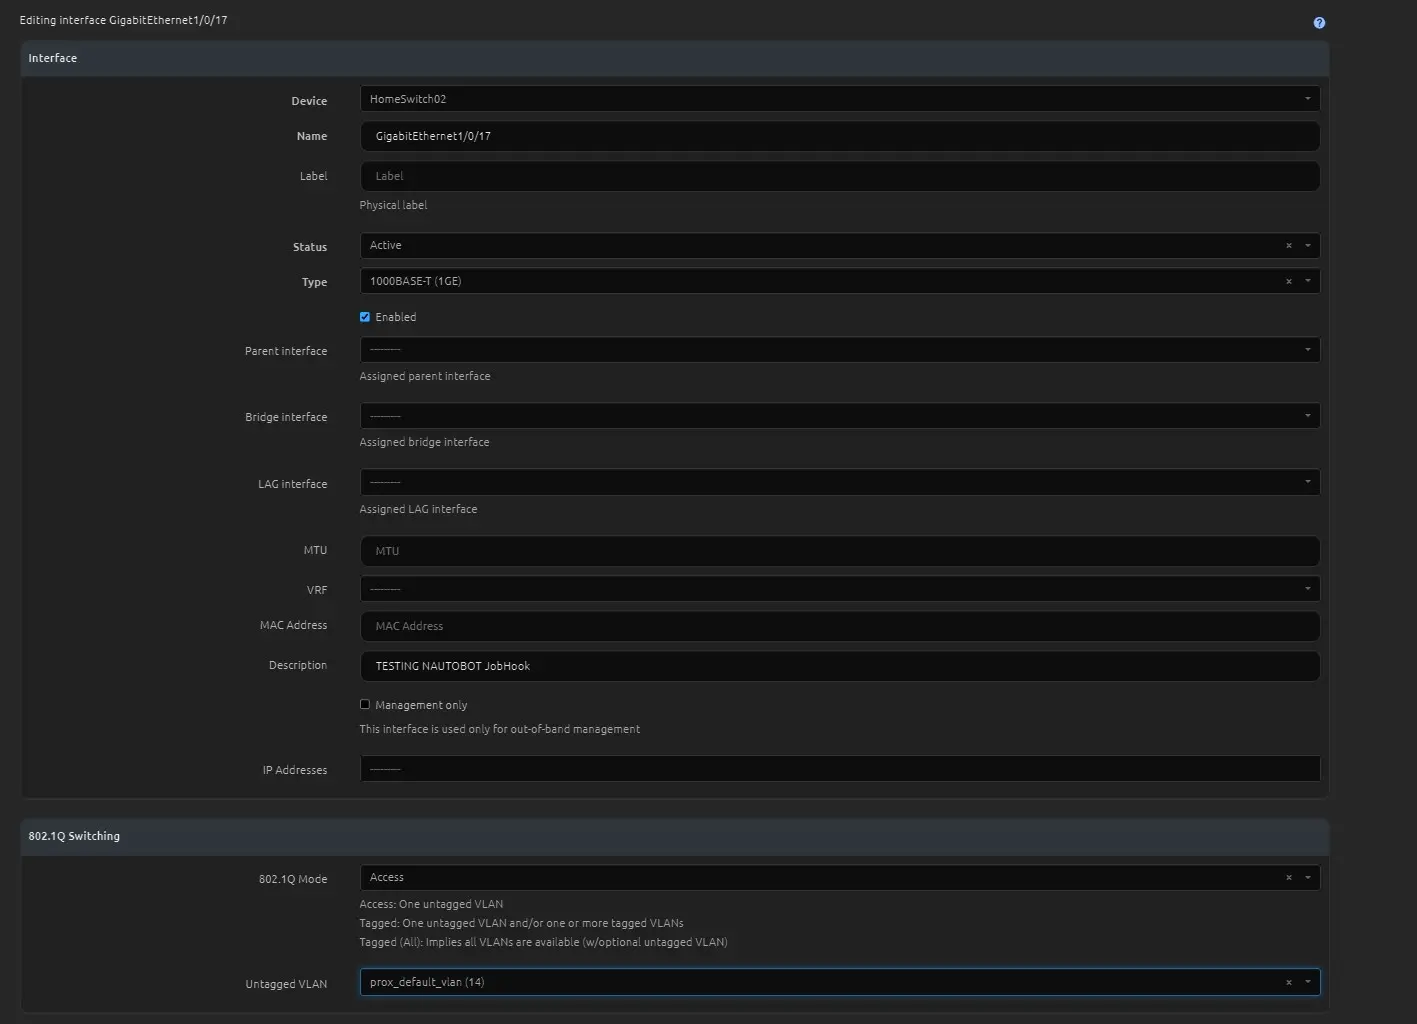 Editing interface GigabitEthernet1/0/17
?
Interface
Device
HomeSwitch02
Name
GigabitEthernet1/0/17
Label
Label
Physical label
Status
Active
×
Type
1000BASE-T (1GE)
×
Enabled
Parent interface
---------
Assigned parent interface
Bridge interface
---------
Assigned bridge interface
LAG interface
---------
Assigned LAG interface
MTU
MTU
VRF
---------
MAC Address
MAC Address
Description
TESTING NAUTOBOT JobHook
Management only
This interface is used only for out-of-band management
IP Addresses
---------
802.1Q Switching
802.1Q Mode
Access
×
Access: One untagged VLAN
Tagged: One untagged VLAN and/or one or more tagged VLANs
Tagged (All): Implies all VLANs are available (w/optional untagged VLAN)
Untagged VLAN
prox_default_vlan (14)
×